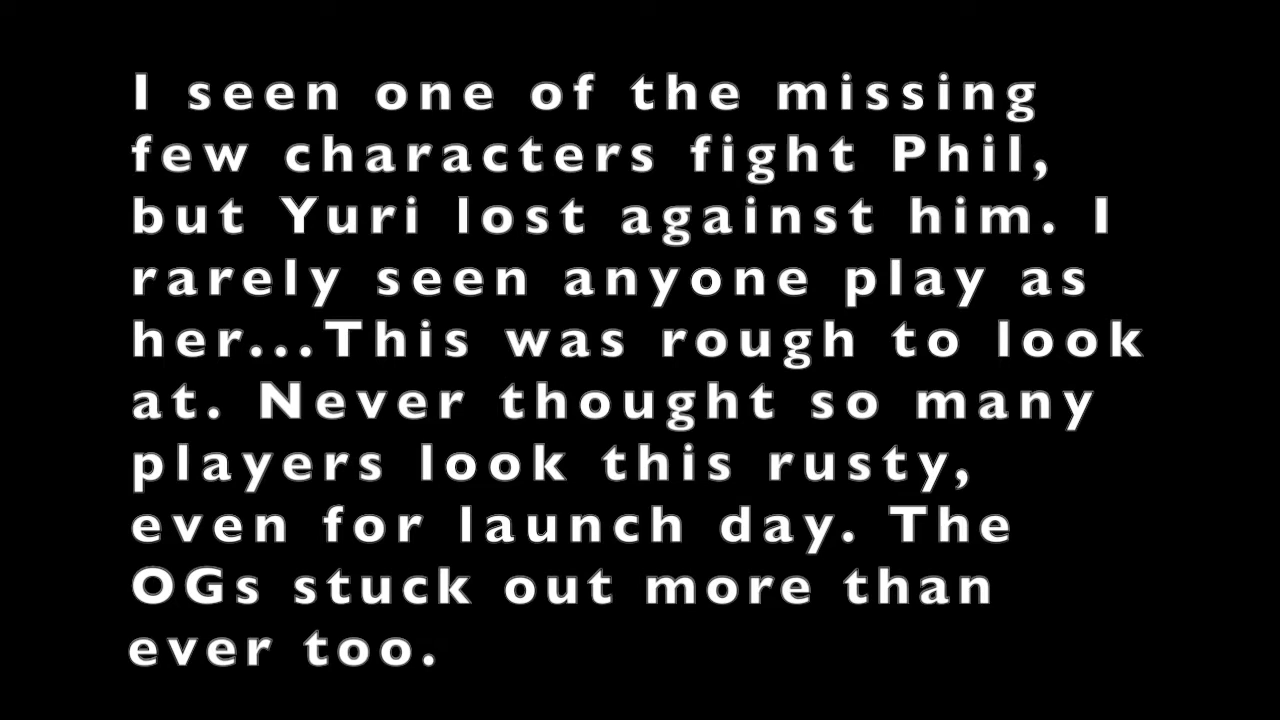 I seen one of the missing
few characters fight Phil,
but Yuri lost against him. I
rarely seen anyone play as
her...This was rough to look
at. Never thought so many
players look this rusty,
even for launch day. The
OGs stuck out more than
ever too.